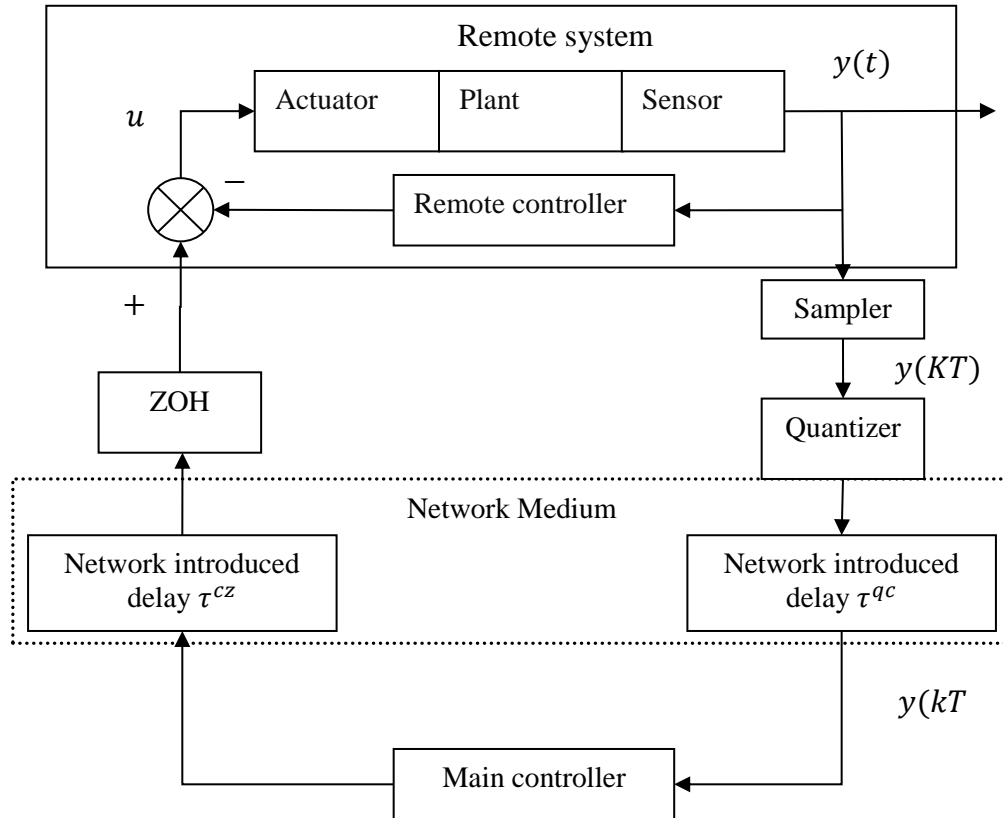 Remote system
y(t)
Actuator
Plant
Sensor
u
−
Remote controller
+
Sampler
y(KT)
ZOH
Quantizer
Network Medium
Network introduced
delay τ^{cz}
Network introduced
delay τ^{qc}
y(kT
Main controller